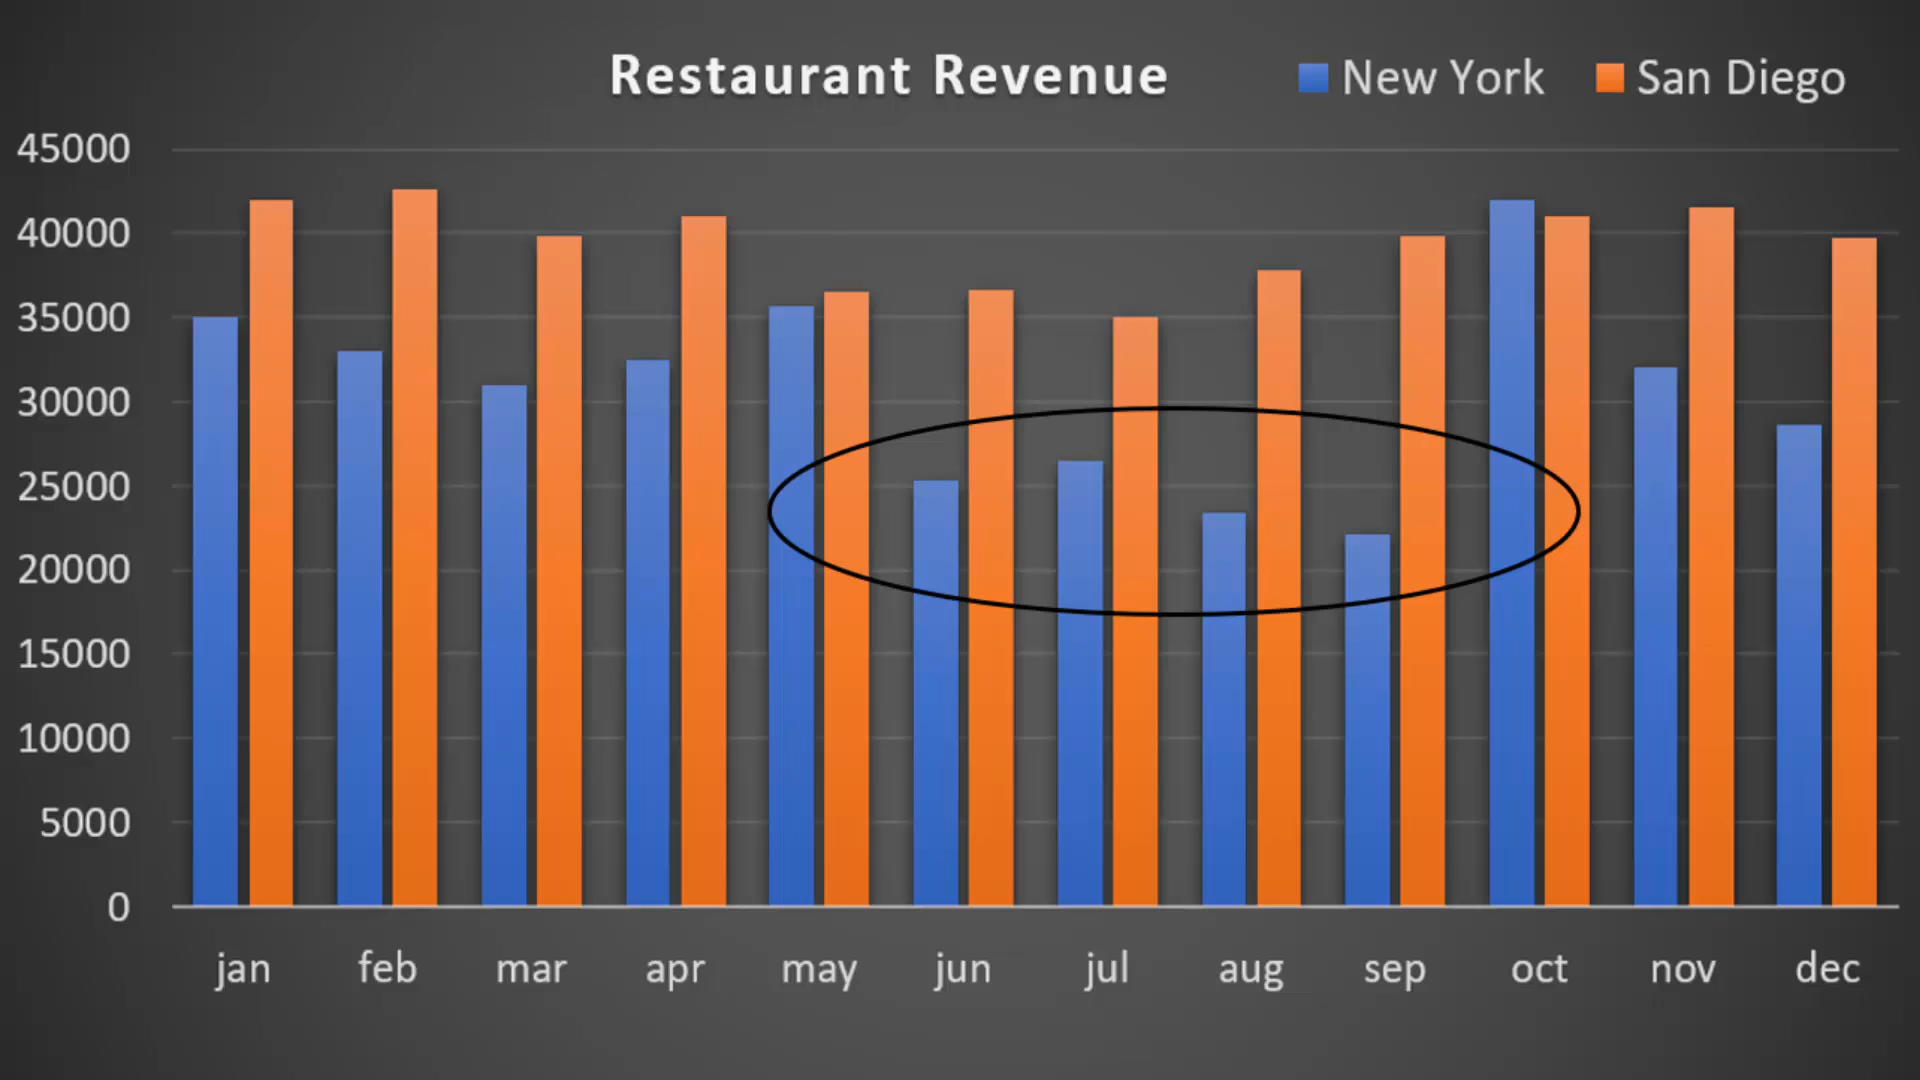 Restaurant Revenue
New York
San Diego
45000
40000
35000
30000
25000
20000
15000
10000
5000
0
jan feb mar apr may jun jul aug sep oct nov dec